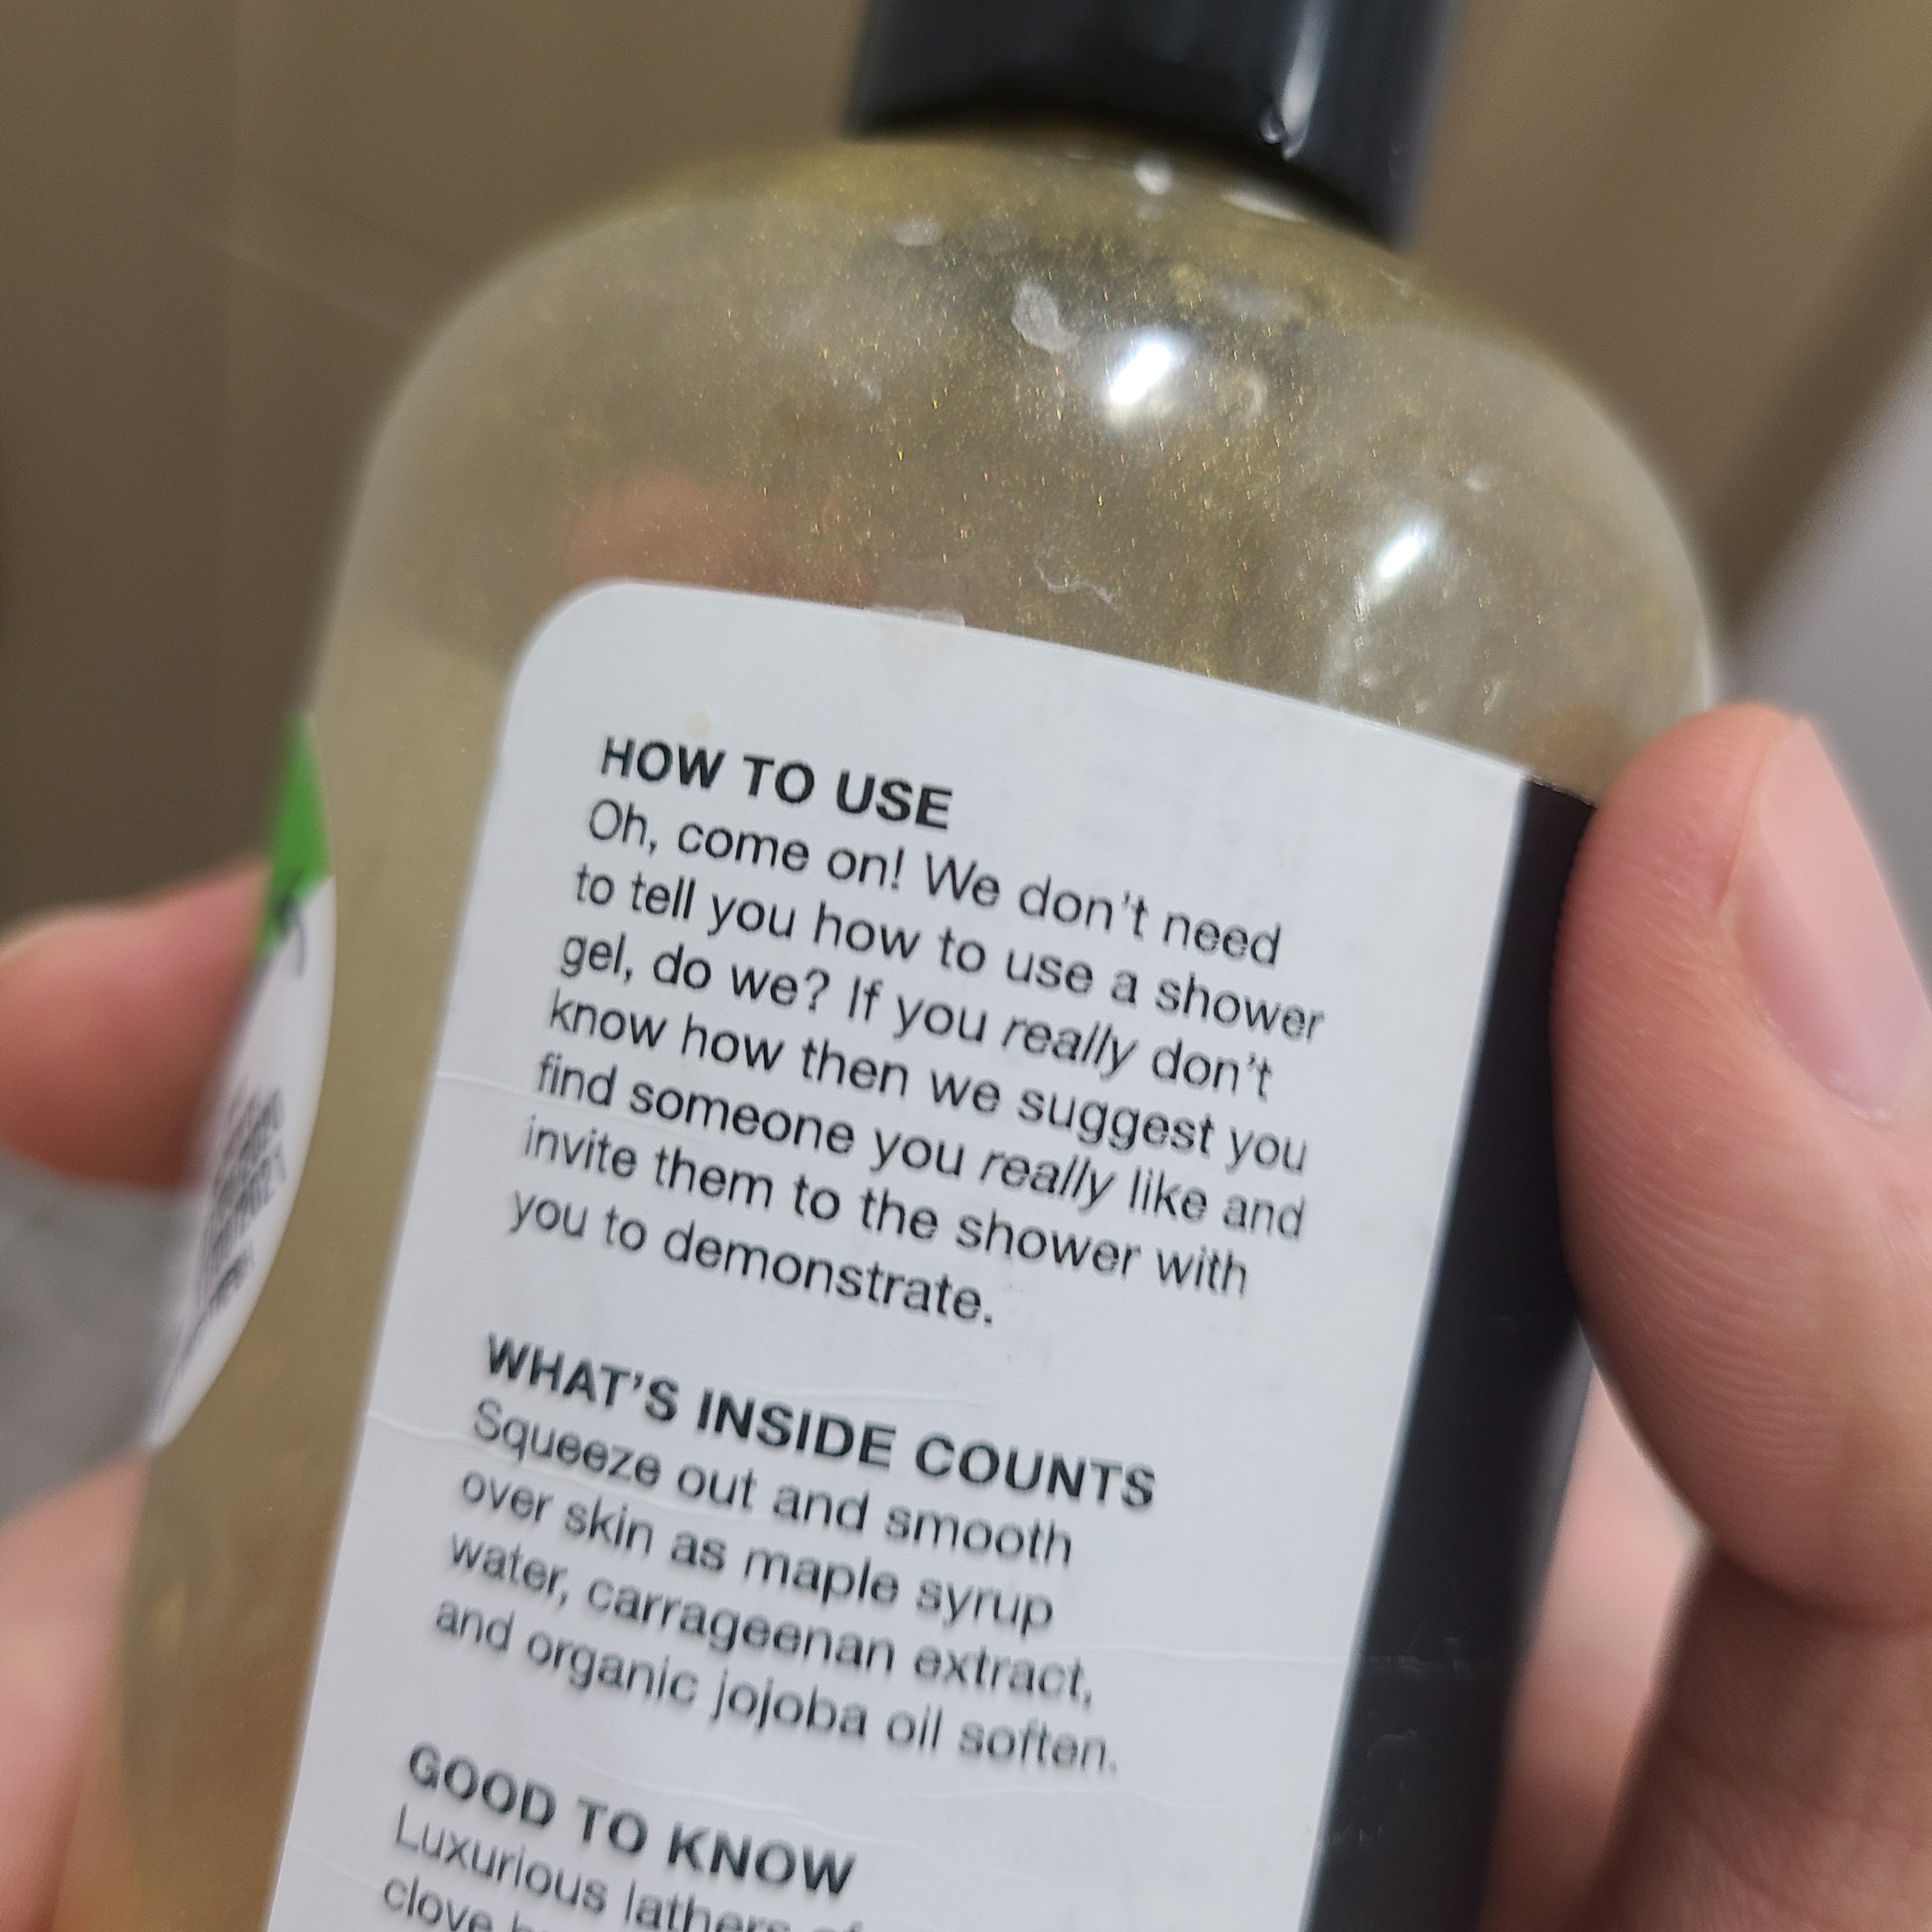 HOW TO USE
Oh, come on! We don't need
to tell you how to use a shower
gel, do we? If you really don't
know how then we suggest you
find someone you really like and
invite them to the shower with
you to demonstrate.
WHAT'S INSIDE COUNTS
Squeeze out and smooth
over skin as maple syrup
water, carrageenan extract,
and organic jojoba oil soften.
GOOD TO KNOW
Luxurious lathers of
clove